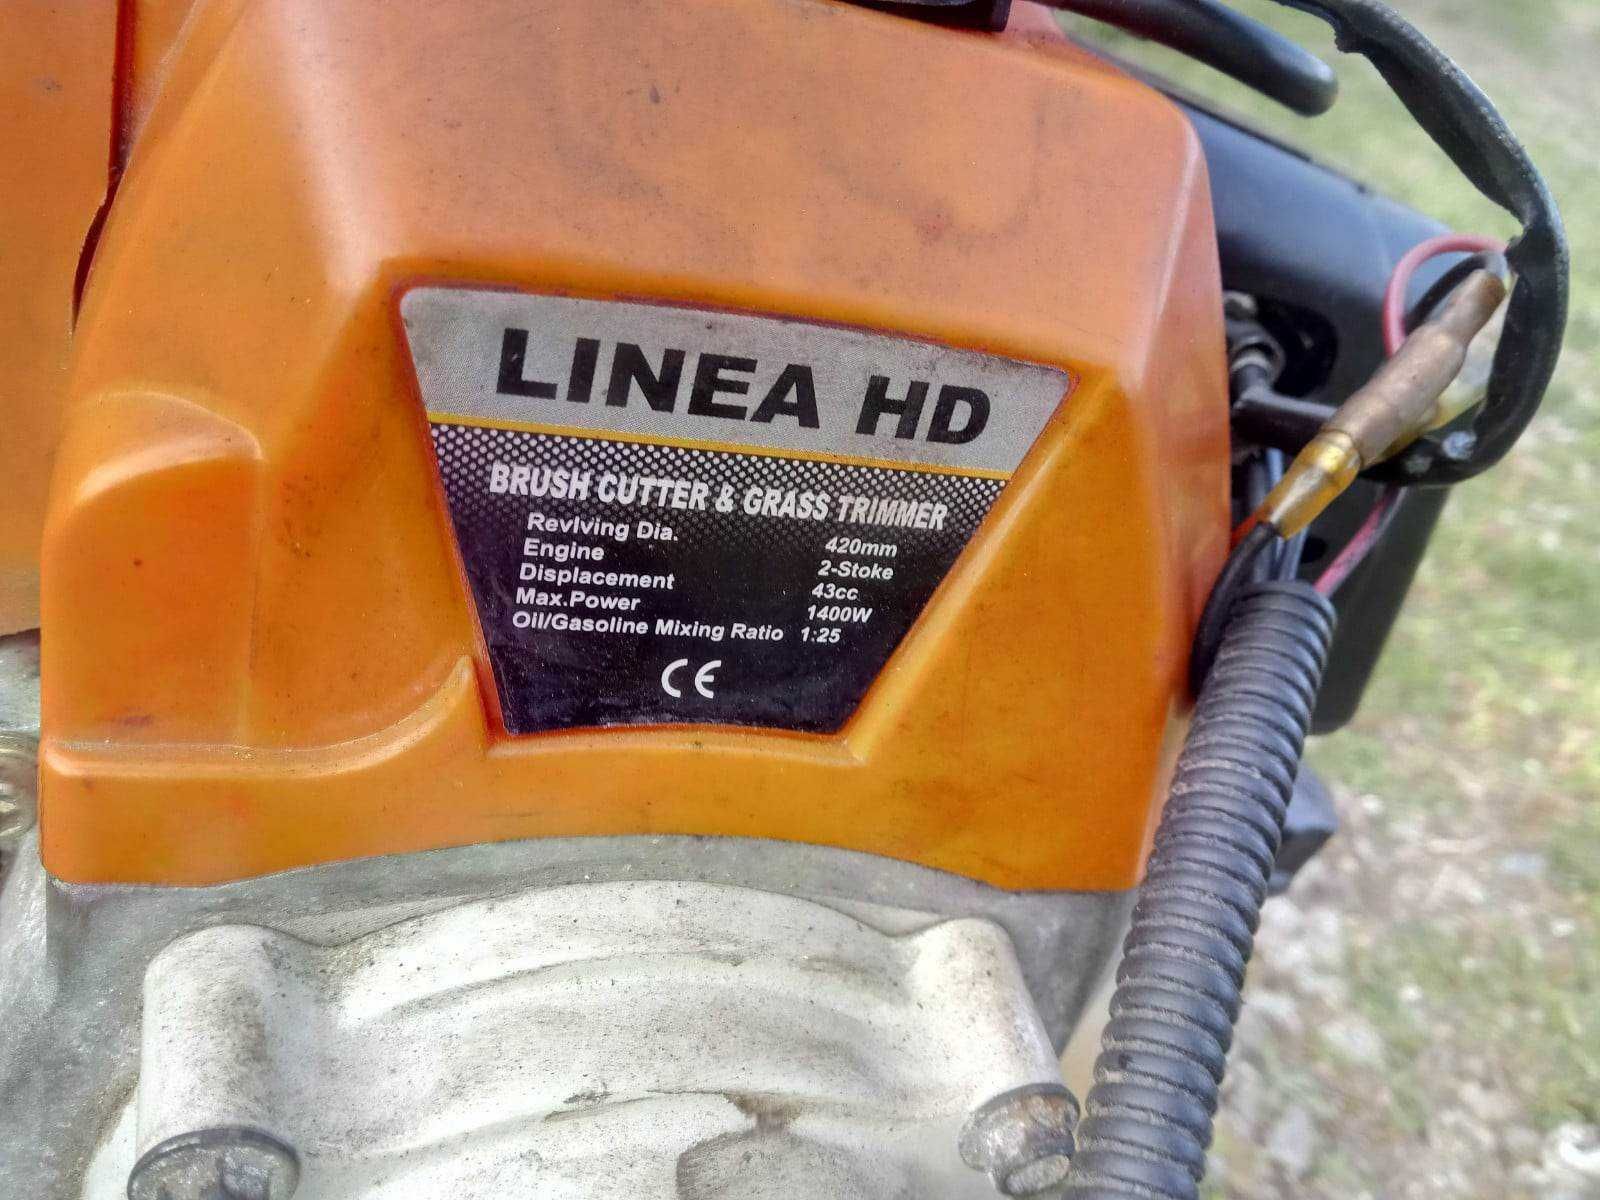 LINEA HD
BRUSH CUTTER & GRASS TRIMMER
Revlving Dia. 420mm
Engine 2-Stoke
Displacement 43cc
Max.Power 1400W
Oil/Gasoline Mixing Ratio 1:25
CE